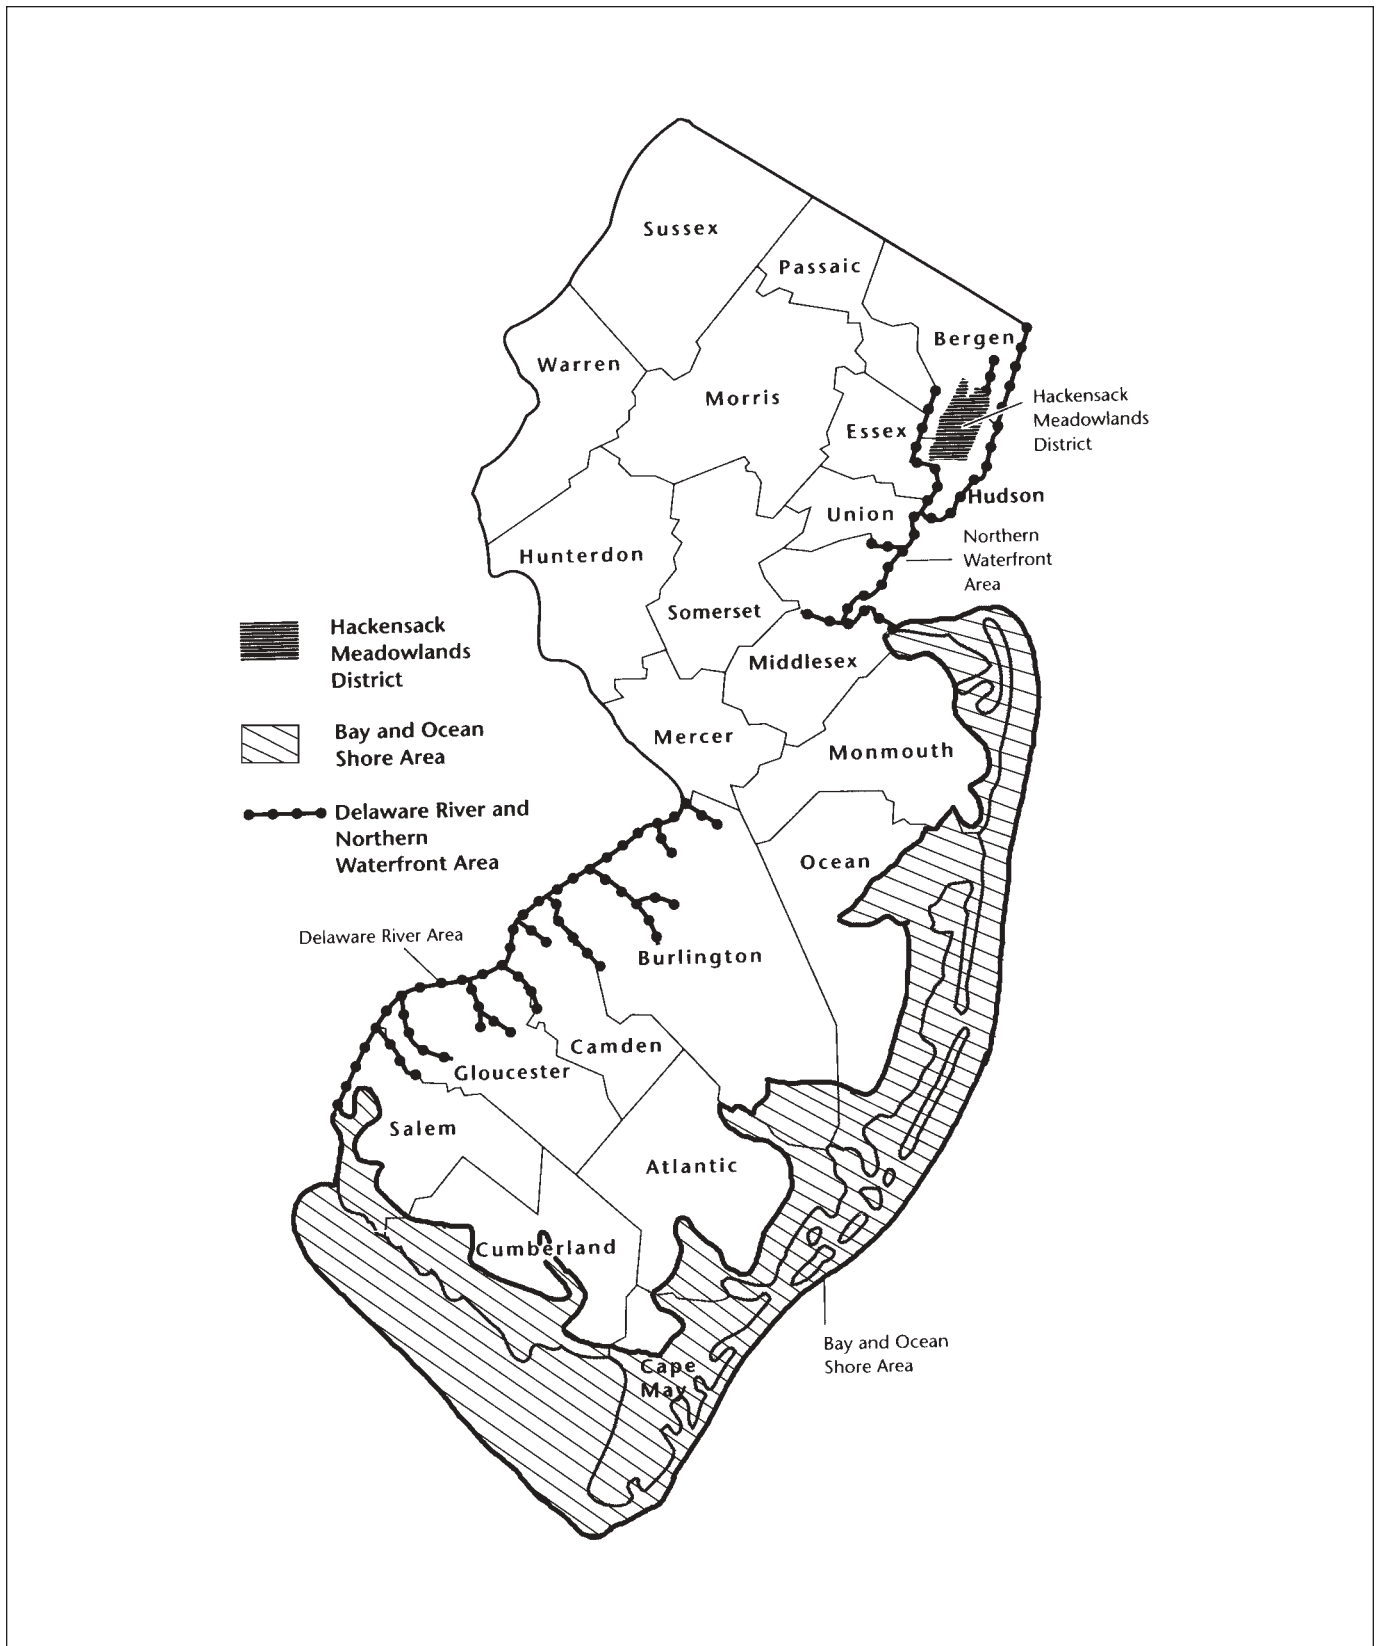 Sussex
Passaic
Bergen
Warren
Morris
Hackensack
Meadowlands
District
Essex
Hudson
Union
Northern
Waterfront
Area
Hunterdon
Somerset
Hackensack
Meadowlands
District
Middlesex
Bay and Ocean
Shore Area
Mercer
Monmouth
Delaware River and
Northern
Waterfront Area
Ocean
Delaware River Area
Burlington
Camden
Gloucester
Salem
Atlantic
Cumberland
Bay and Ocean
Shore Area
Cape
May